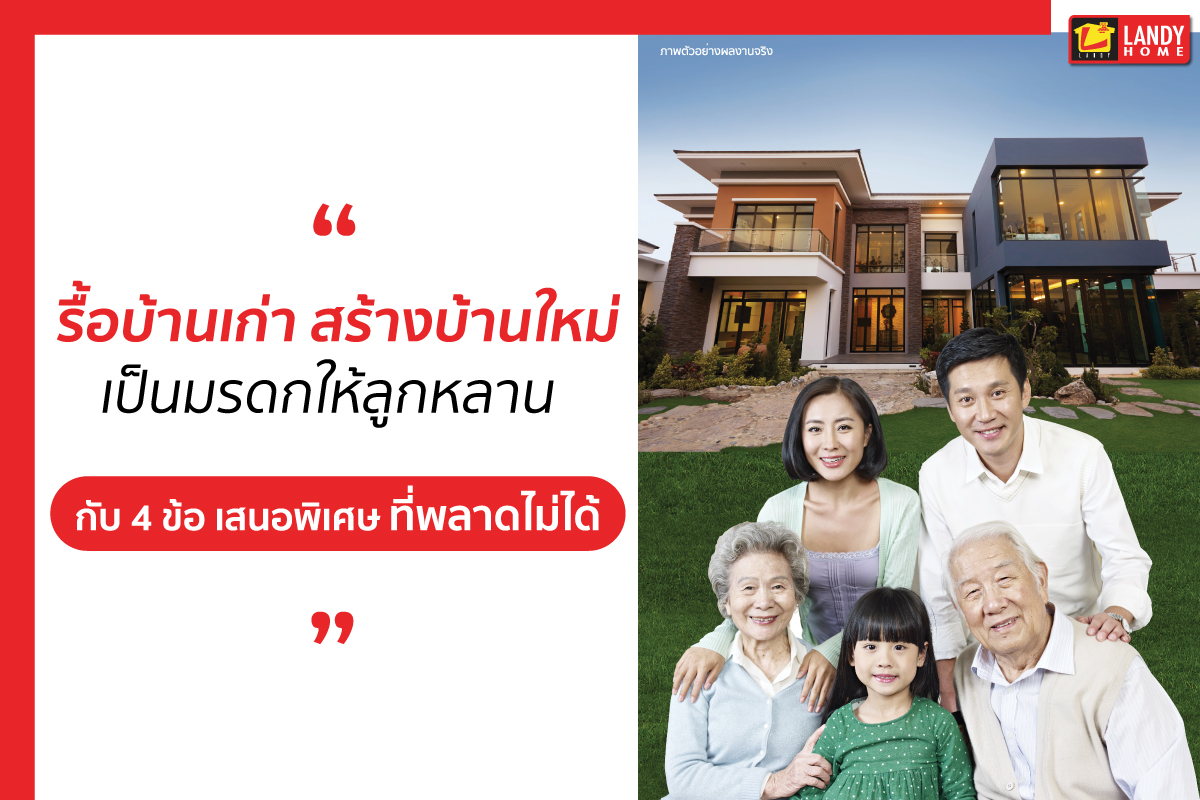 ภาพตัวอย่างผลงานจริง
LANDY
LANDY
HOME
“
รื้อบ้านเก่า สร้างบ้านใหม่
เป็นมรดกให้ลูกหลาน
กับ 4 ข้อ เสนอพิเศษ ที่พลาดไม่ได้
”